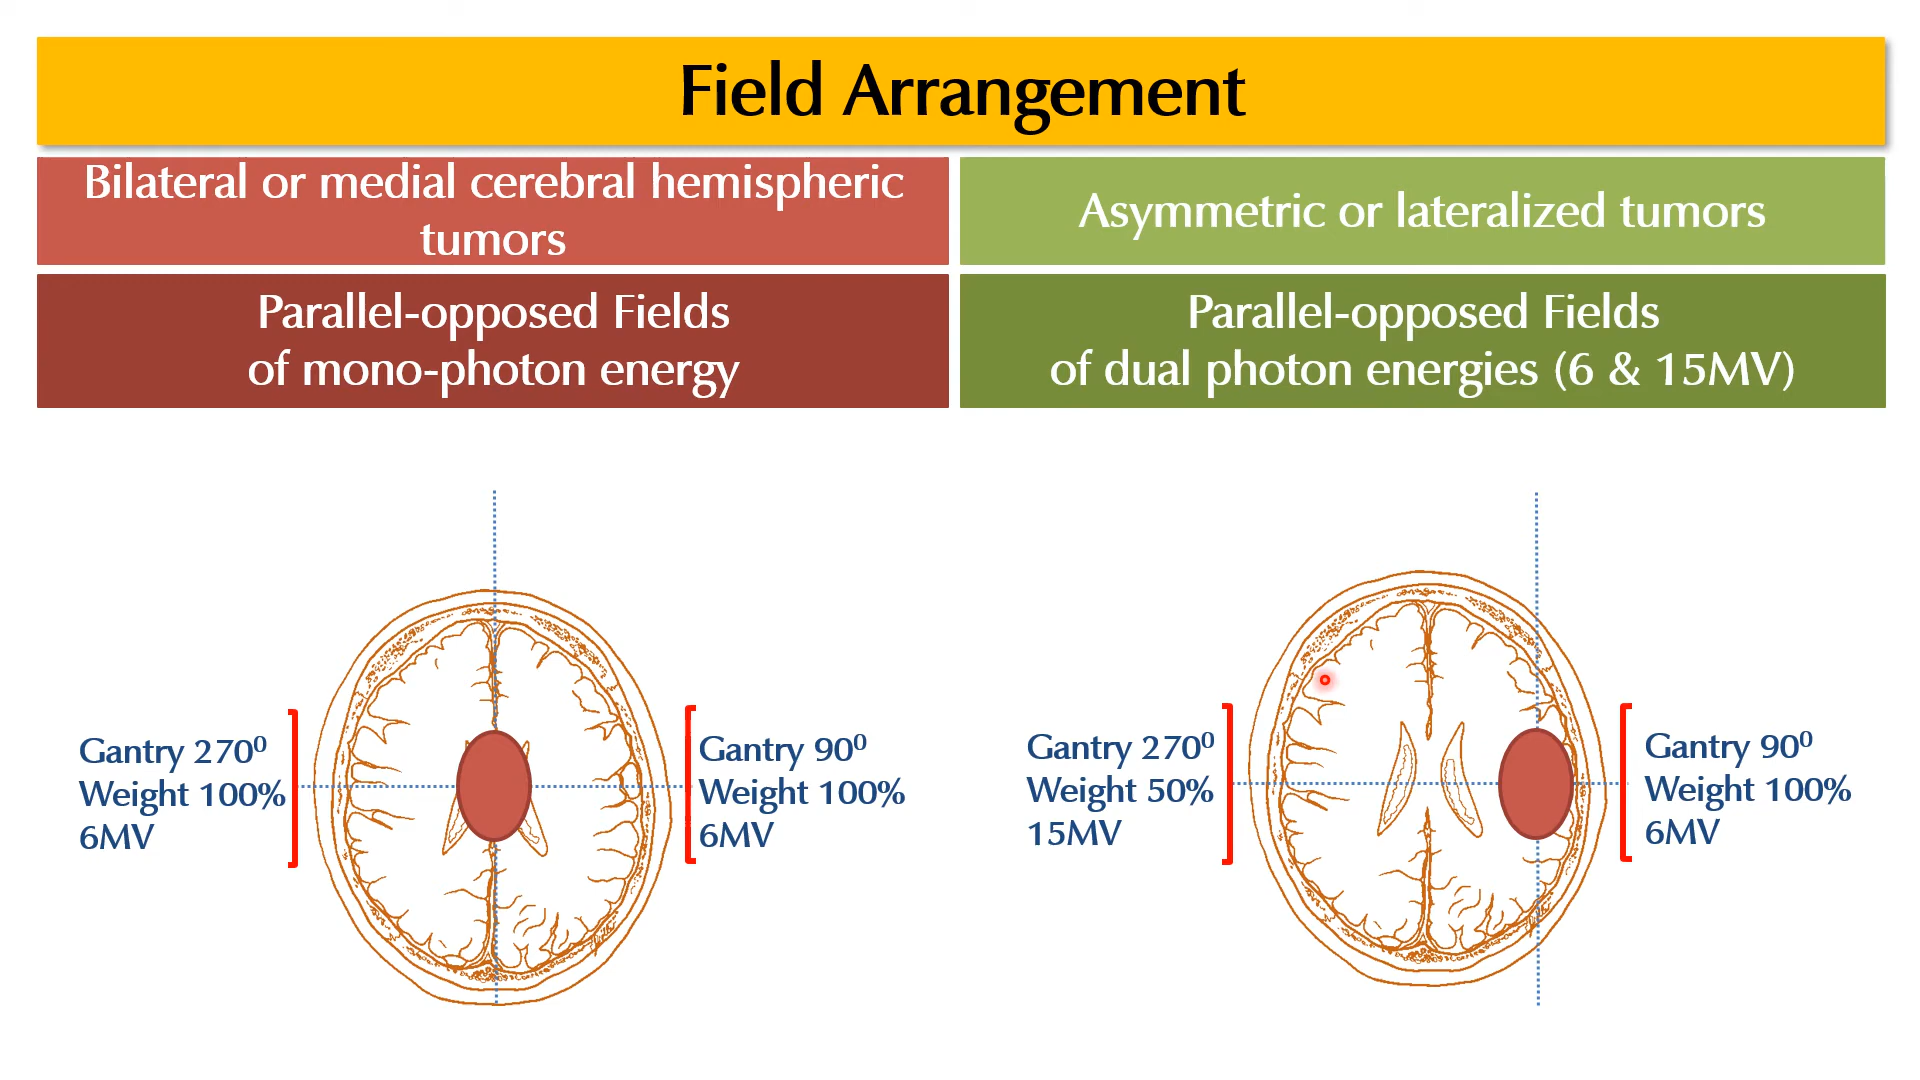 Field Arrangement
Bilateral or medial cerebral hemispheric
tumors
Asymmetric or lateralized tumors
Parallel-opposed Fields
of mono-photon energy
Parallel-opposed Fields
of dual photon energies (6 & 15MV)
Gantry 270⁰
Weight 100%
6MV
Gantry 90⁰
Weight 100%
6MV
Gantry 270⁰
Weight 50%
15MV
Gantry 90⁰
Weight 100%
6MV